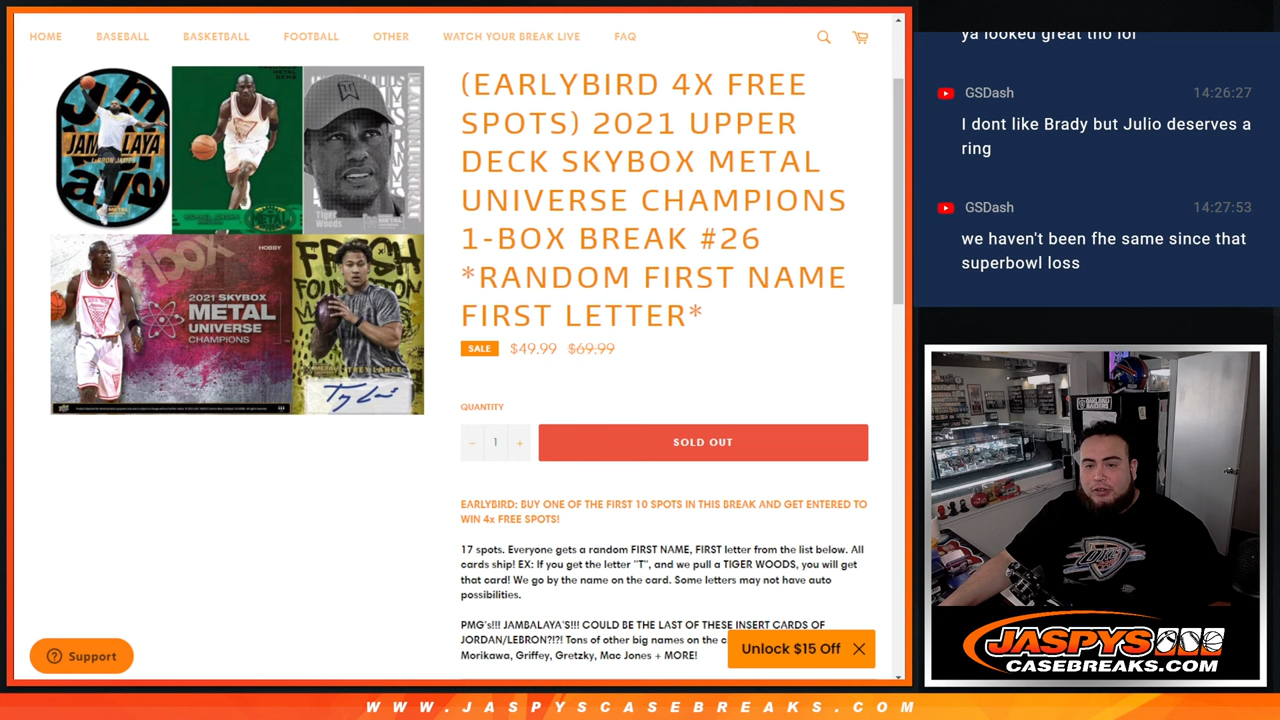 HOME BASEBALL BASKETBALL FOOTBALL OTHER WATCH YOUR BREAK LIVE FAQ
JAMBALAYA
LEBRON JAMES
METAL
Tiger
Woods
HOBBY
2021 SKYBOX
METAL
UNIVERSE
CHAMPIONS
FRESH
FOUNDATION
TREY LANCE
(EARLYBIRD 4X FREE
SPOTS) 2021 UPPER
DECK SKYBOX METAL
UNIVERSE CHAMPIONS
1-BOX BREAK #26
*RANDOM FIRST NAME
FIRST LETTER*
SALE $49.99 $69.99
QUANTITY
− 1 + SOLD OUT
EARLYBIRD: BUY ONE OF THE FIRST 10 SPOTS IN THIS BREAK AND GET ENTERED TO
WIN 4x FREE SPOTS!
17 spots. Everyone gets a random FIRST NAME, FIRST letter from the list below. All
cards ship! EX: If you get the letter "T", and we pull a TIGER WOODS, you will get
that card! We go by the name on the card. Some letters may not have auto
possibilities.
PMG's!!! JAMBALAYA'S!!! COULD BE THE LAST OF THESE INSERT CARDS OF
JORDAN/LEBRON?!?! Tons of other big names on the c
Morikawa, Griffey, Gretzky, Mac Jones + MORE!
Support
Unlock $15 Off
ya looked great tho lol
GSDash 14:26:27
I dont like Brady but Julio deserves a
ring
GSDash 14:27:53
we haven't been fhe same since that
superbowl loss
JASPYS
CASEBREAKS.COM
WWW.JASPYSCASEBREAKS.COM